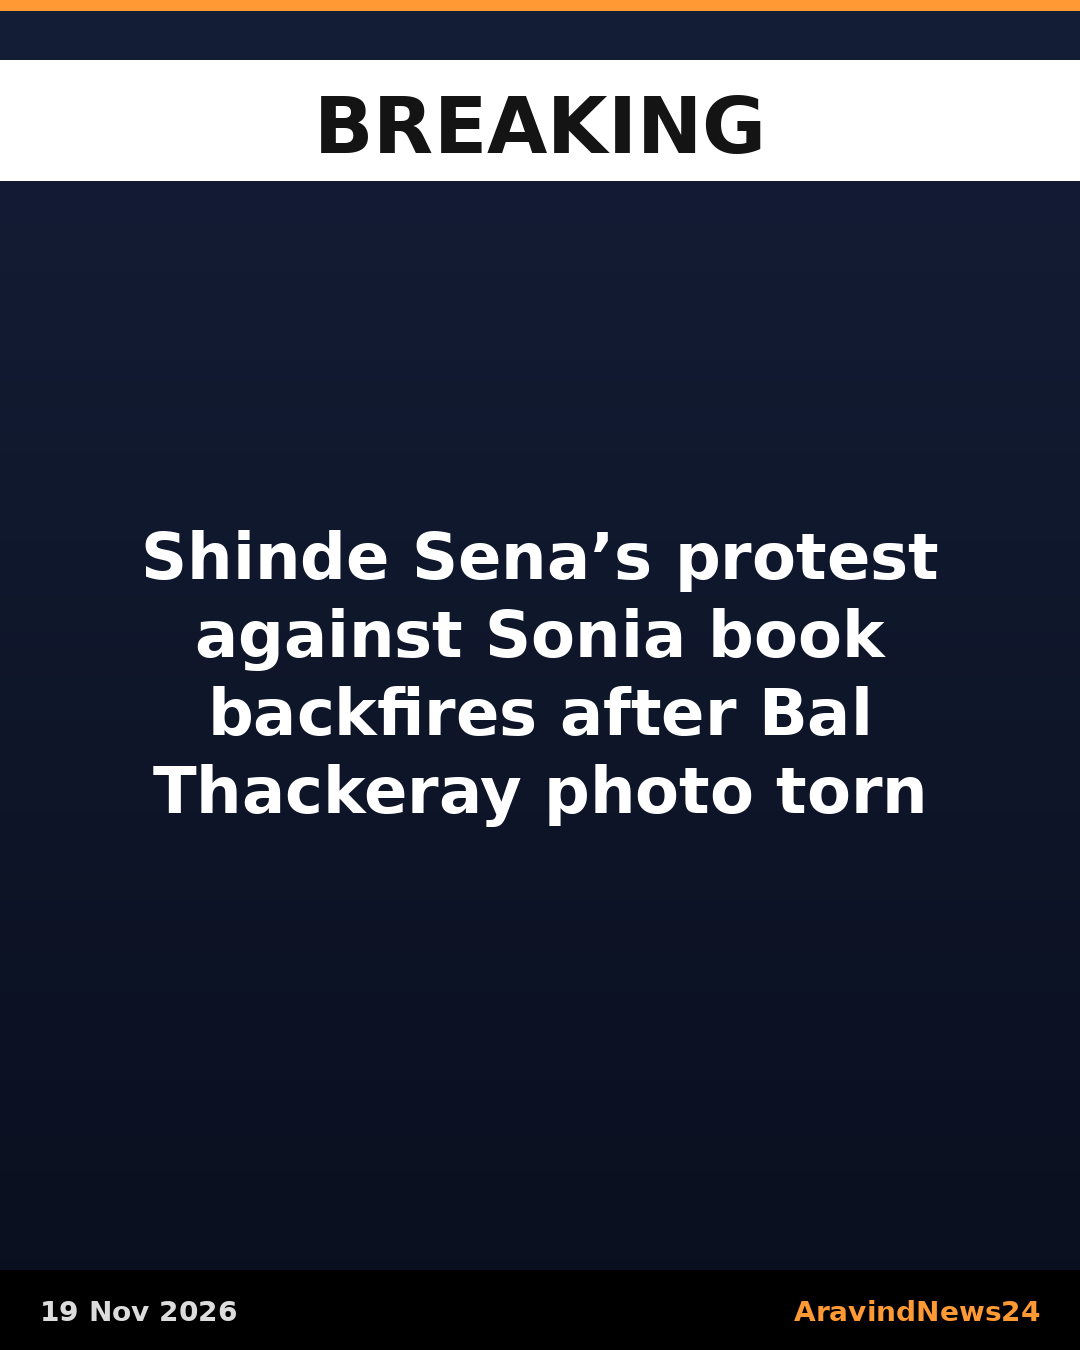 BREAKING
Shinde Sena’s protest
against Sonia book
backfires after Bal
Thackeray photo torn
19 Nov 2026
AravindNews24